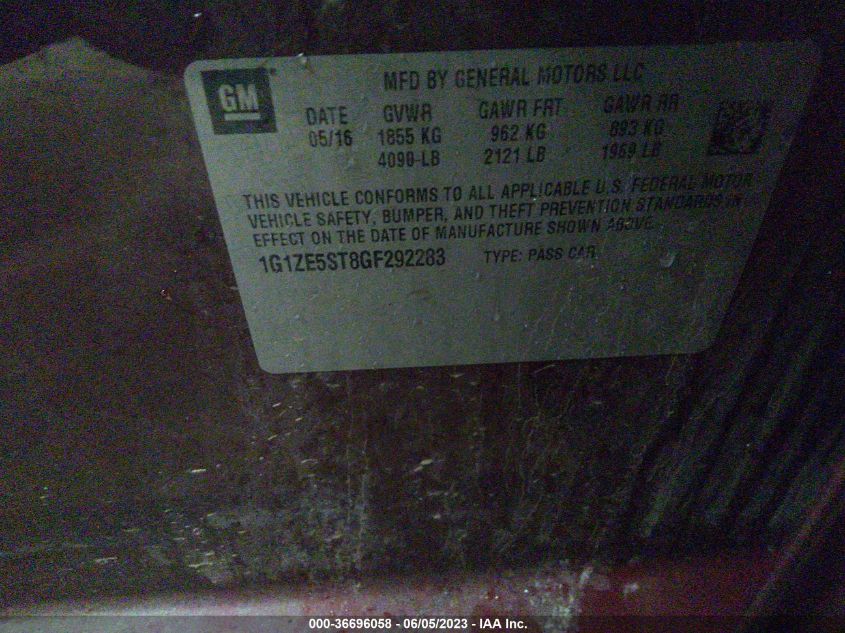 GM
MFD BY GENERAL MOTORS LLC
DATE GVWR GAWR FRT GAWR RR
05/16 1855 KG 962 KG 893 KG
4090 LB 2121 LB 1969 LB
THIS VEHICLE CONFORMS TO ALL APPLICABLE U.S. FEDERAL MOTOR
VEHICLE SAFETY, BUMPER, AND THEFT PREVENTION STANDARDS IN
EFFECT ON THE DATE OF MANUFACTURE SHOWN ABOVE.
1G1ZE5ST8GF292283 TYPE: PASS CAR
000-36696058 - 06/05/2023 - IAA Inc.